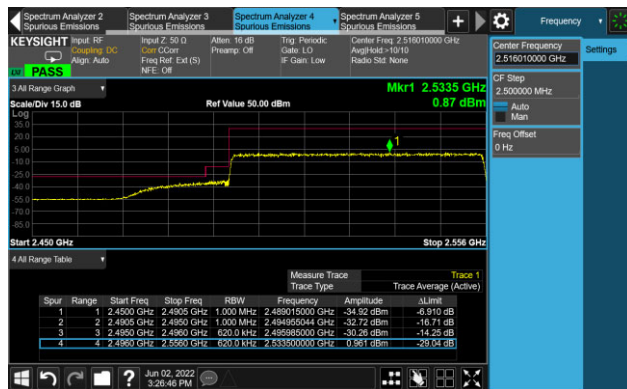 Spectrum Analyzer 2 Spurious Emissions
Spectrum Analyzer 3 Spurious Emissions
Spectrum Analyzer 4 Spurious Emissions
Spectrum Analyzer 5 Spurious Emissions
+
Frequency
KEYSIGHT
Input: RF
Coupling: DC
Align: Auto
Input Z: 50 Ω
Corr CCorr
Freq Ref: Ext (S)
NFE: Off
Atten: 16 dB
Preamp: Off
Trig: Periodic
Gate: LO
IF Gain: Low
Center Freq: 2.516010000 GHz
Avg|Hold:>10/10
Radio Std: None
PASS
Center Frequency
2.516010000 GHz
Settings
CF Step
2.500000 MHz
Auto
Man
Freq Offset
0 Hz
3 All Range Graph
Mkr1 2.5335 GHz
Scale/Div 15.0 dB
Ref Value 50.00 dBm
0.87 dBm
Log
35.0
20.0
5.00
-10.0
-25.0
-40.0
-55.0
-70.0
-85.0
1
Start 2.450 GHz
Stop 2.556 GHz
4 All Range Table
Measure Trace Trace 1
Trace Type Trace Average (Active)
Spur Range Start Freq Stop Freq RBW Frequency Amplitude ΔLimit
1 1 2.4500 GHz 2.4905 GHz 1.000 MHz 2.489015000 GHz -34.92 dBm -6.910 dB
2 2 2.4905 GHz 2.4950 GHz 1.000 MHz 2.494955044 GHz -32.72 dBm -16.71 dB
3 3 2.4950 GHz 2.4960 GHz 620.0 kHz 2.495985000 GHz -30.26 dBm -14.25 dB
4 4 2.4960 GHz 2.5560 GHz 620.0 kHz 2.533500000 GHz 0.961 dBm -29.04 dB
?
Jun 02, 2022
3:26:46 PM